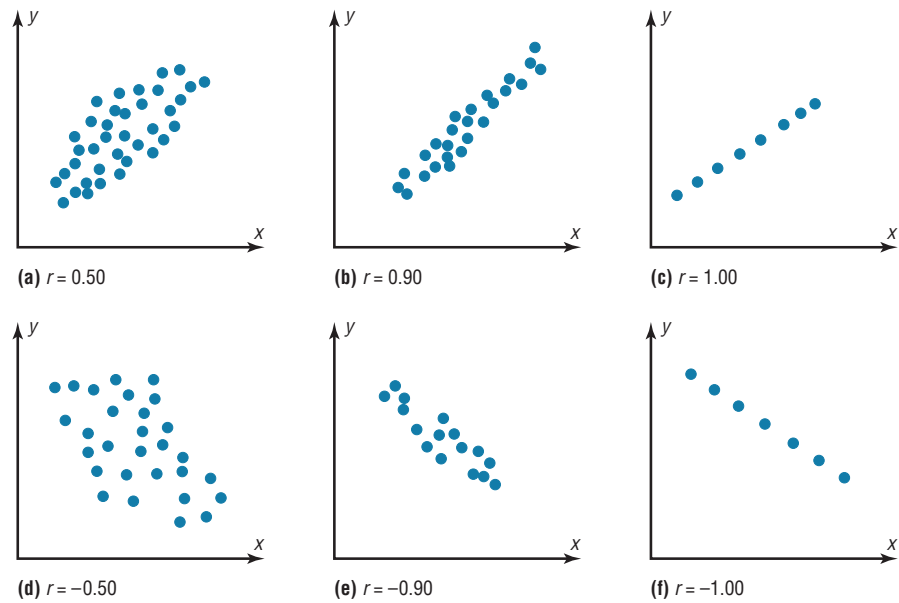 y
x
(a) r = 0.50
y
x
(b) r = 0.90
y
x
(c) r = 1.00
y
x
(d) r = −0.50
y
x
(e) r = −0.90
y
x
(f) r = −1.00